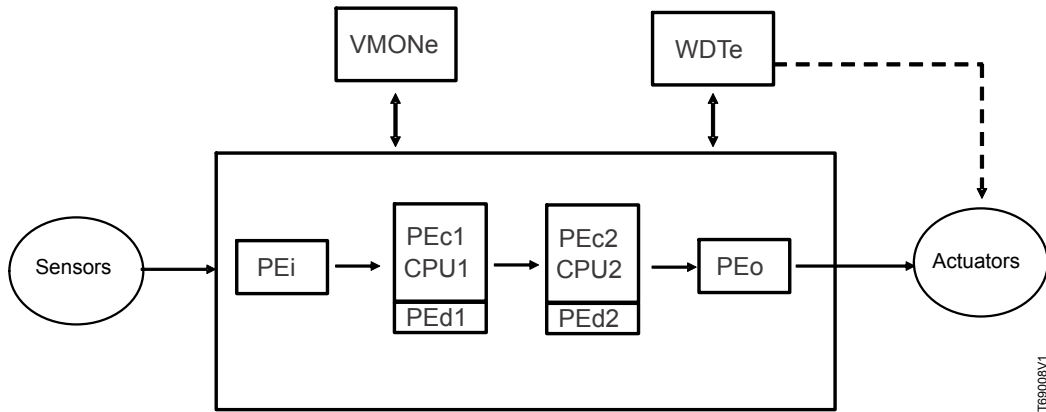 VMONe
WDTe
Sensors
PEi
PEc1
CPU1
PEd1
PEc2
CPU2
PEd2
PEo
Actuators
T69008V1